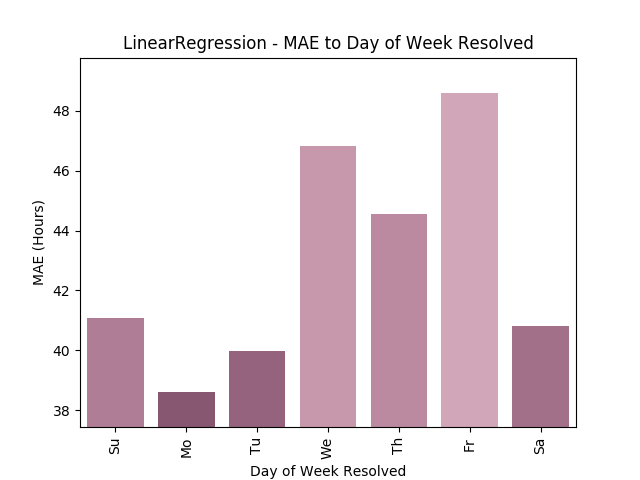 LinearRegression - MAE to Day of Week Resolved
48
46
44
42
40
38
MAE (Hours)
Su
Mo
Tu
We
Th
Fr
Sa
Day of Week Resolved